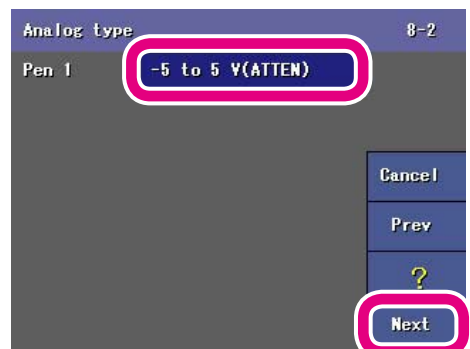 Analog type 8-2
Pen 1 -5 to 5 V(ATTEN)
Cancel
Prev
?
Next